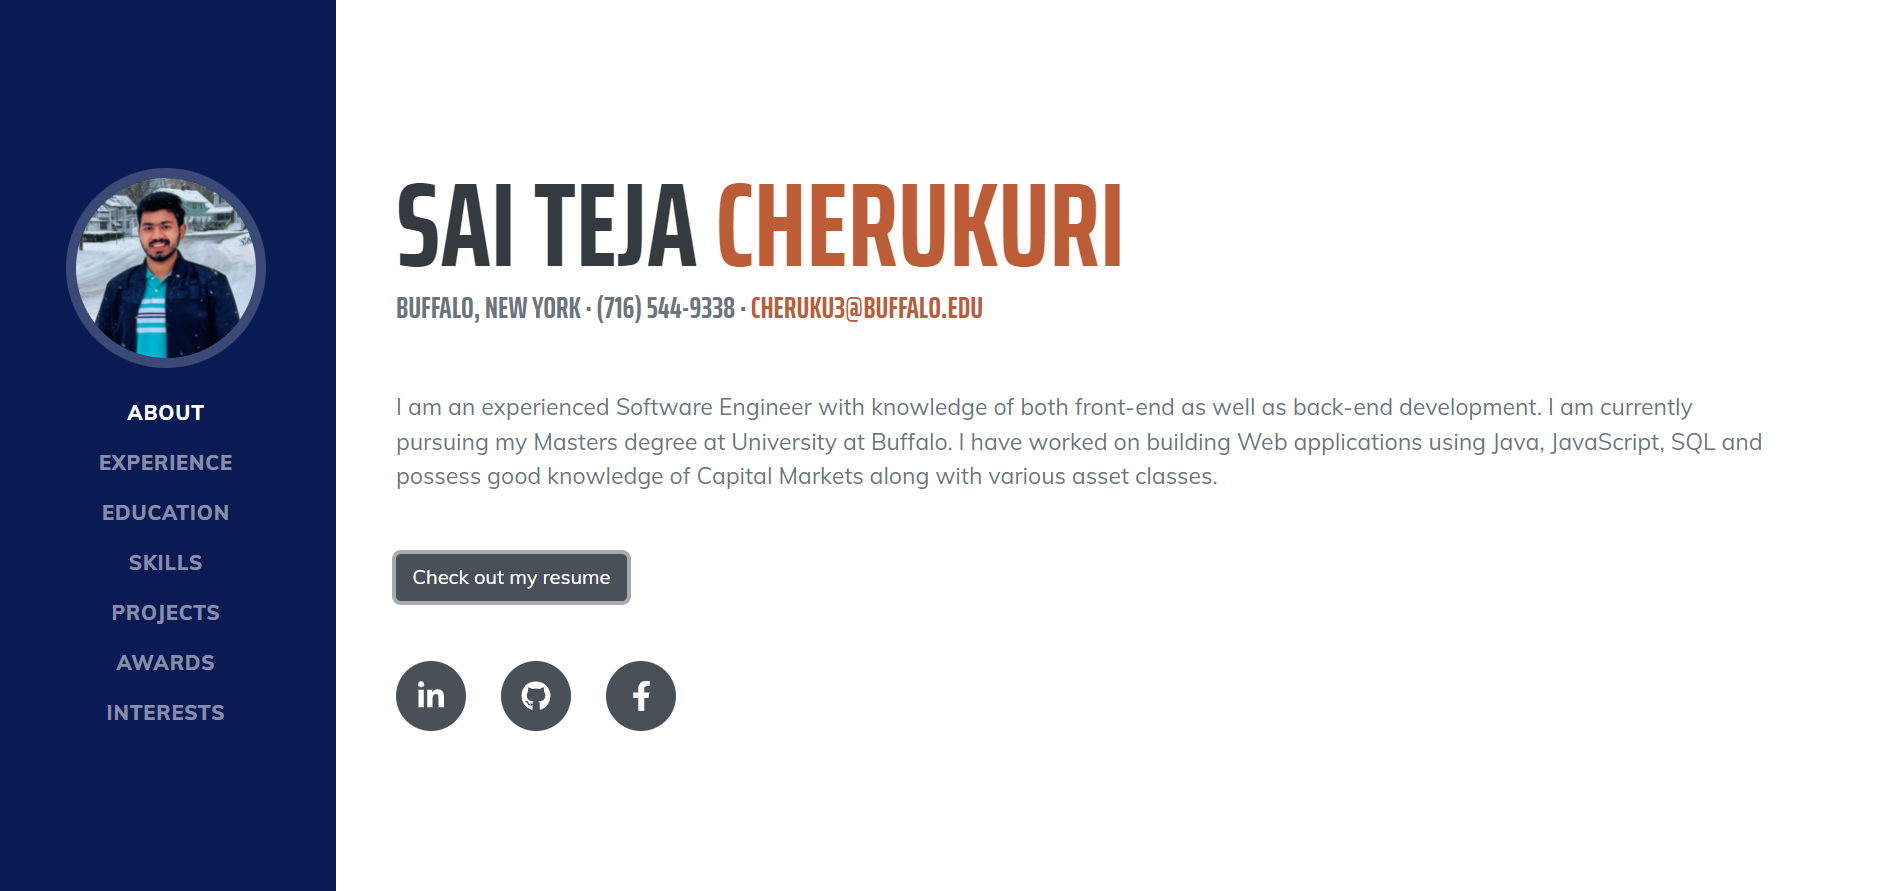 ABOUT
EXPERIENCE
EDUCATION
SKILLS
PROJECTS
AWARDS
INTERESTS
SAI TEJA CHERUKURI
BUFFALO, NEW YORK · (716) 544-9338 · CHERUKU3@BUFFALO.EDU
I am an experienced Software Engineer with knowledge of both front-end as well as back-end development. I am currently
pursuing my Masters degree at University at Buffalo. I have worked on building Web applications using Java, JavaScript, SQL and
possess good knowledge of Capital Markets along with various asset classes.
Check out my resume